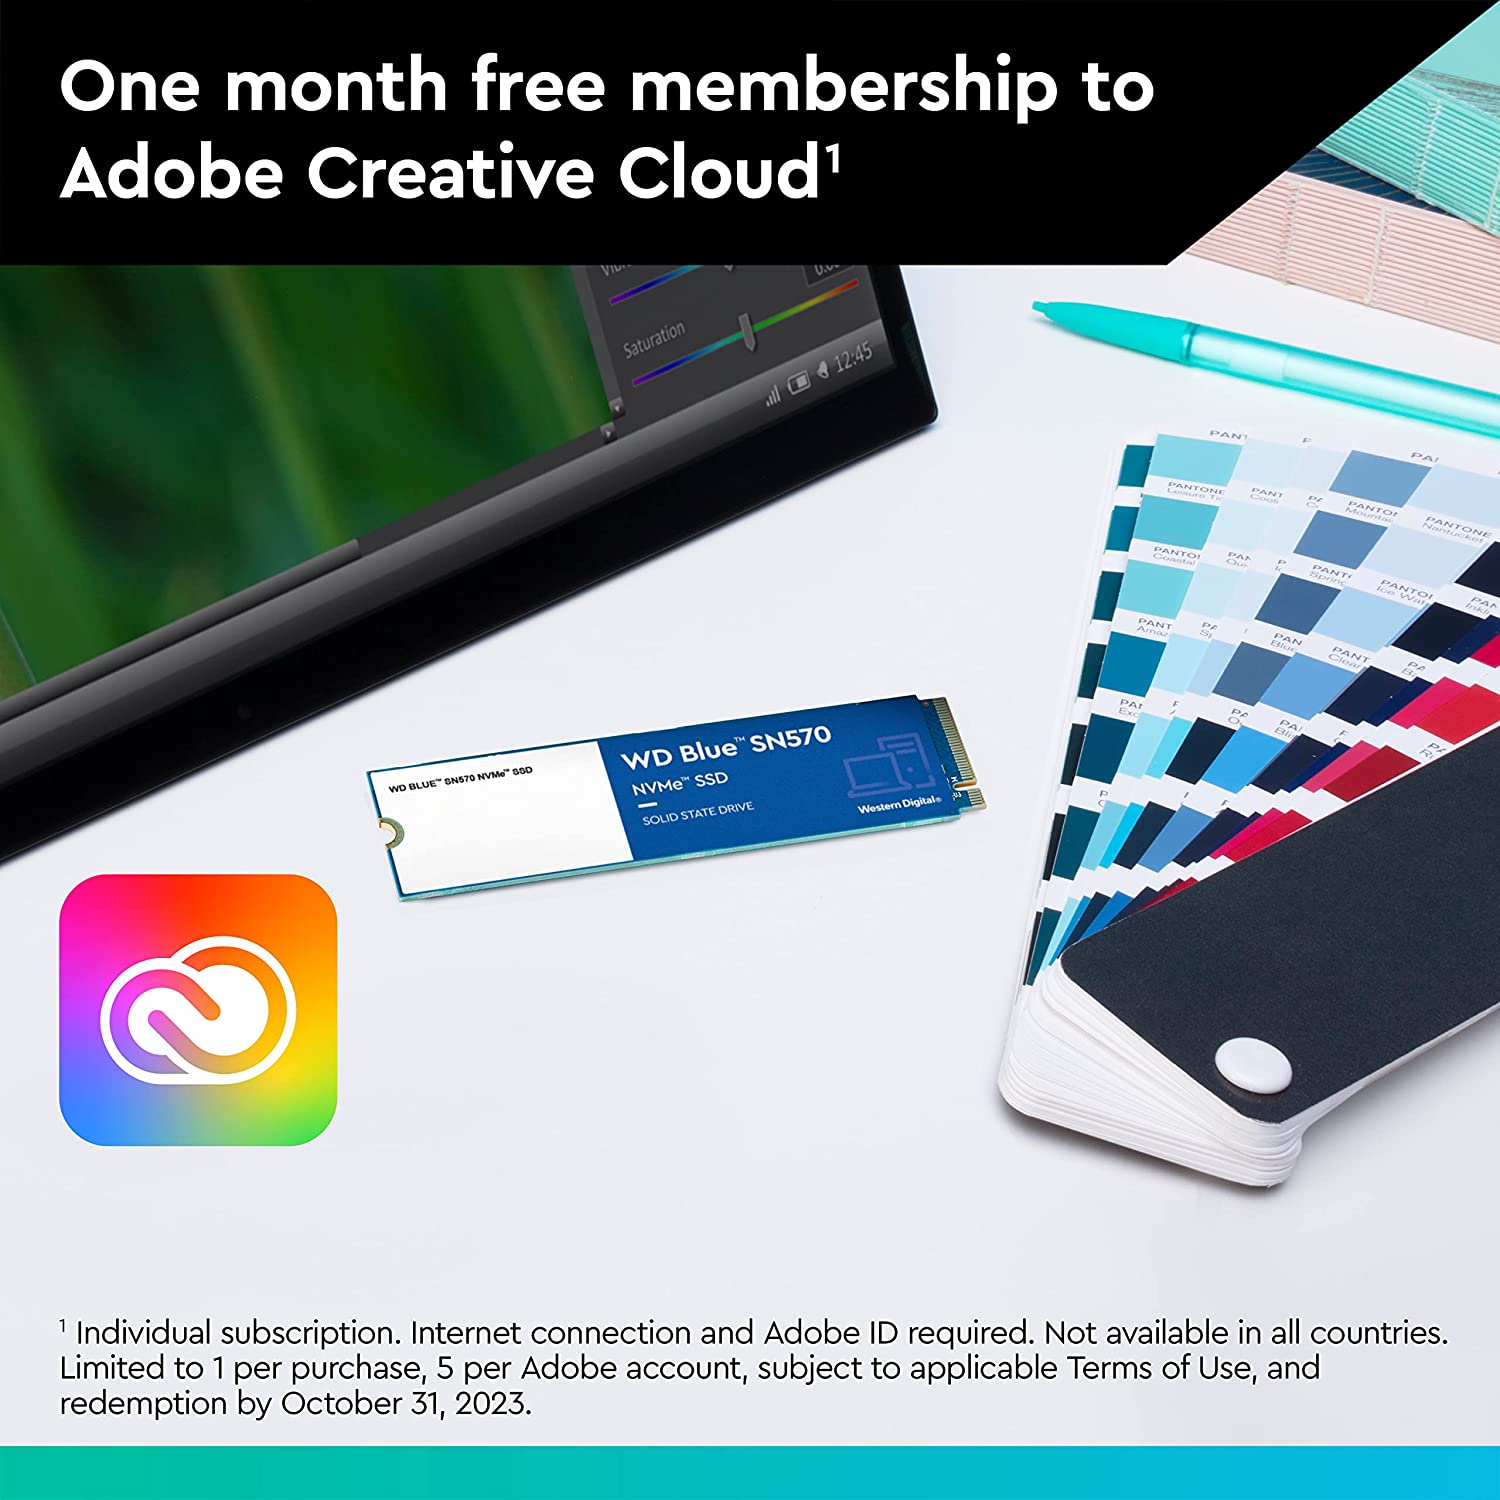 One month free membership to
Adobe Creative Cloud¹
Saturation
12:45
WD BLUE™ SN570 NVMe™ SSD
WD Blue™ SN570
NVMe™ SSD
SOLID STATE DRIVE
Western Digital®
PANTONE
PANTONE
¹ Individual subscription. Internet connection and Adobe ID required. Not available in all countries.
Limited to 1 per purchase, 5 per Adobe account, subject to applicable Terms of Use, and
redemption by October 31, 2023.